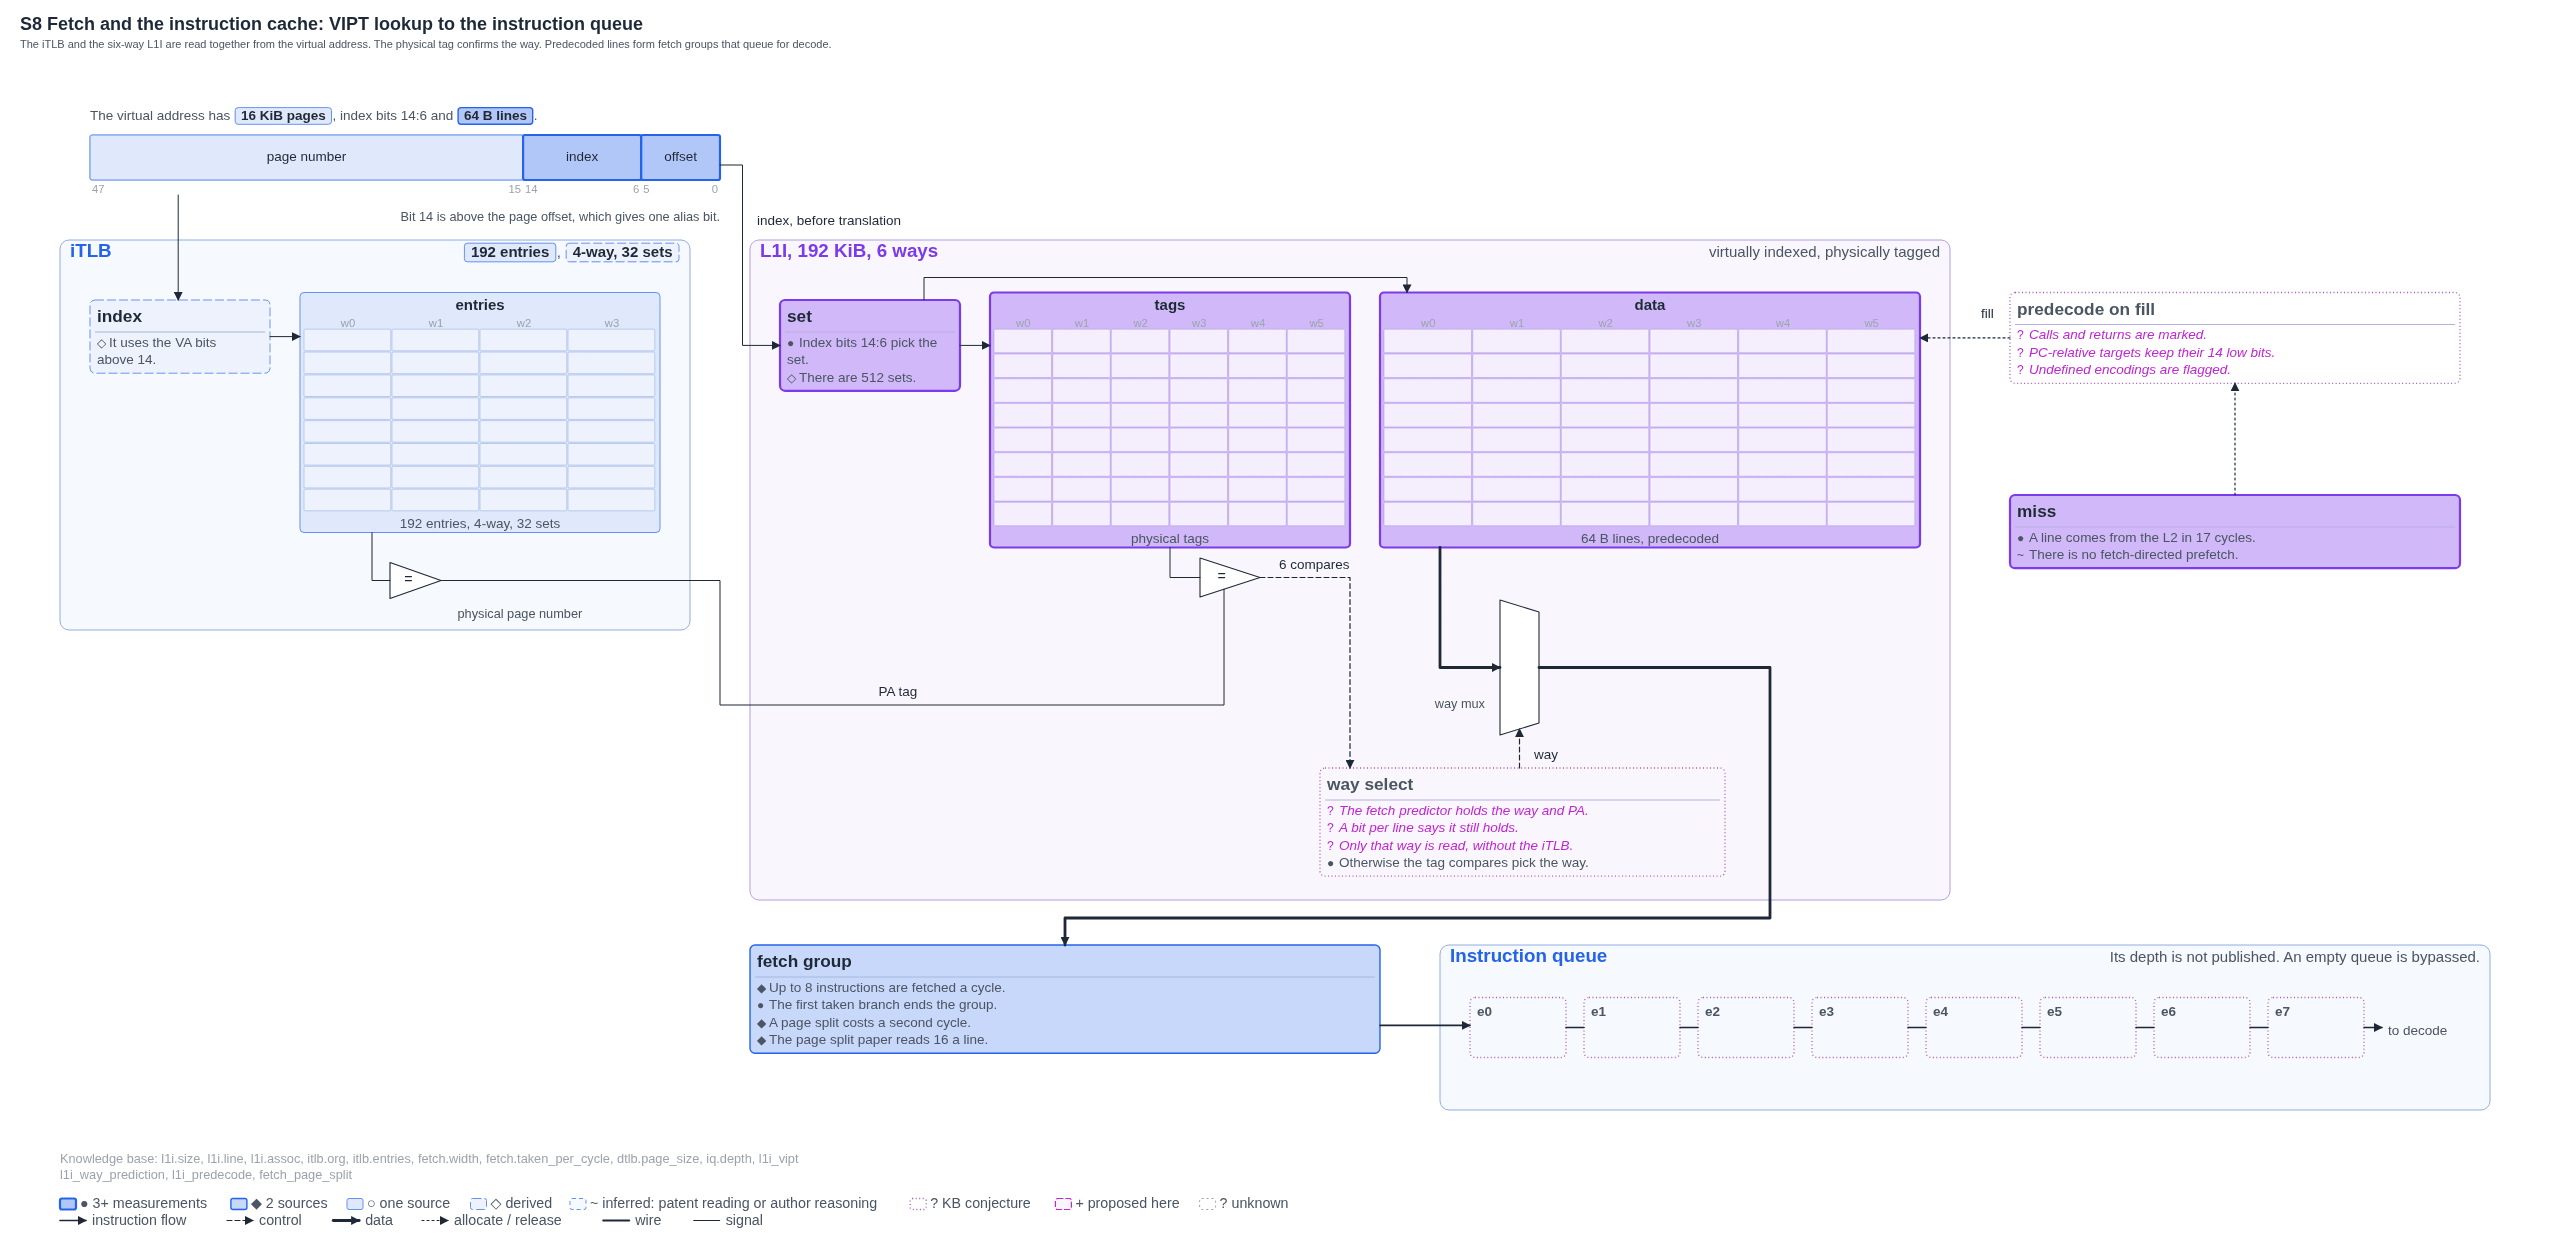 S8 Fetch and the instruction cache: VIPT lookup to the instruction queue
The iTLB and the six-way L1I are read together from the virtual address. The physical tag confirms the way. Predecoded lines form fetch groups that queue for decode.
The virtual address has 16 KiB pages, index bits 14:6 and 64 B lines.
page number index offset
47 15 14 6 5 0
Bit 14 is above the page offset, which gives one alias bit.
index, before translation
iTLB 192 entries, 4-way, 32 sets
index
◇ It uses the VA bits
above 14.
entries
w0 w1 w2 w3
192 entries, 4-way, 32 sets
=
physical page number
L1I, 192 KiB, 6 ways virtually indexed, physically tagged
set
● Index bits 14:6 pick the
set.
◇ There are 512 sets.
tags
w0 w1 w2 w3 w4 w5
physical tags
data
w0 w1 w2 w3 w4 w5
64 B lines, predecoded
=
6 compares
PA tag
way mux
way
way select
? The fetch predictor holds the way and PA.
? A bit per line says it still holds.
? Only that way is read, without the iTLB.
● Otherwise the tag compares pick the way.
fill
predecode on fill
? Calls and returns are marked.
? PC-relative targets keep their 14 low bits.
? Undefined encodings are flagged.
miss
● A line comes from the L2 in 17 cycles.
~ There is no fetch-directed prefetch.
fetch group
◆ Up to 8 instructions are fetched a cycle.
● The first taken branch ends the group.
◆ A page split costs a second cycle.
◆ The page split paper reads 16 a line.
Instruction queue Its depth is not published. An empty queue is bypassed.
e0 e1 e2 e3 e4 e5 e6 e7
to decode
Knowledge base: l1i.size, l1i.line, l1i.assoc, itlb.org, itlb.entries, fetch.width, fetch.taken_per_cycle, dtlb.page_size, iq.depth, l1i_vipt
l1i_way_prediction, l1i_predecode, fetch_page_split
● 3+ measurements ◆ 2 sources ○ one source ◇ derived ~ inferred: patent reading or author reasoning ? KB conjecture + proposed here ? unknown
instruction flow control data allocate / release wire signal